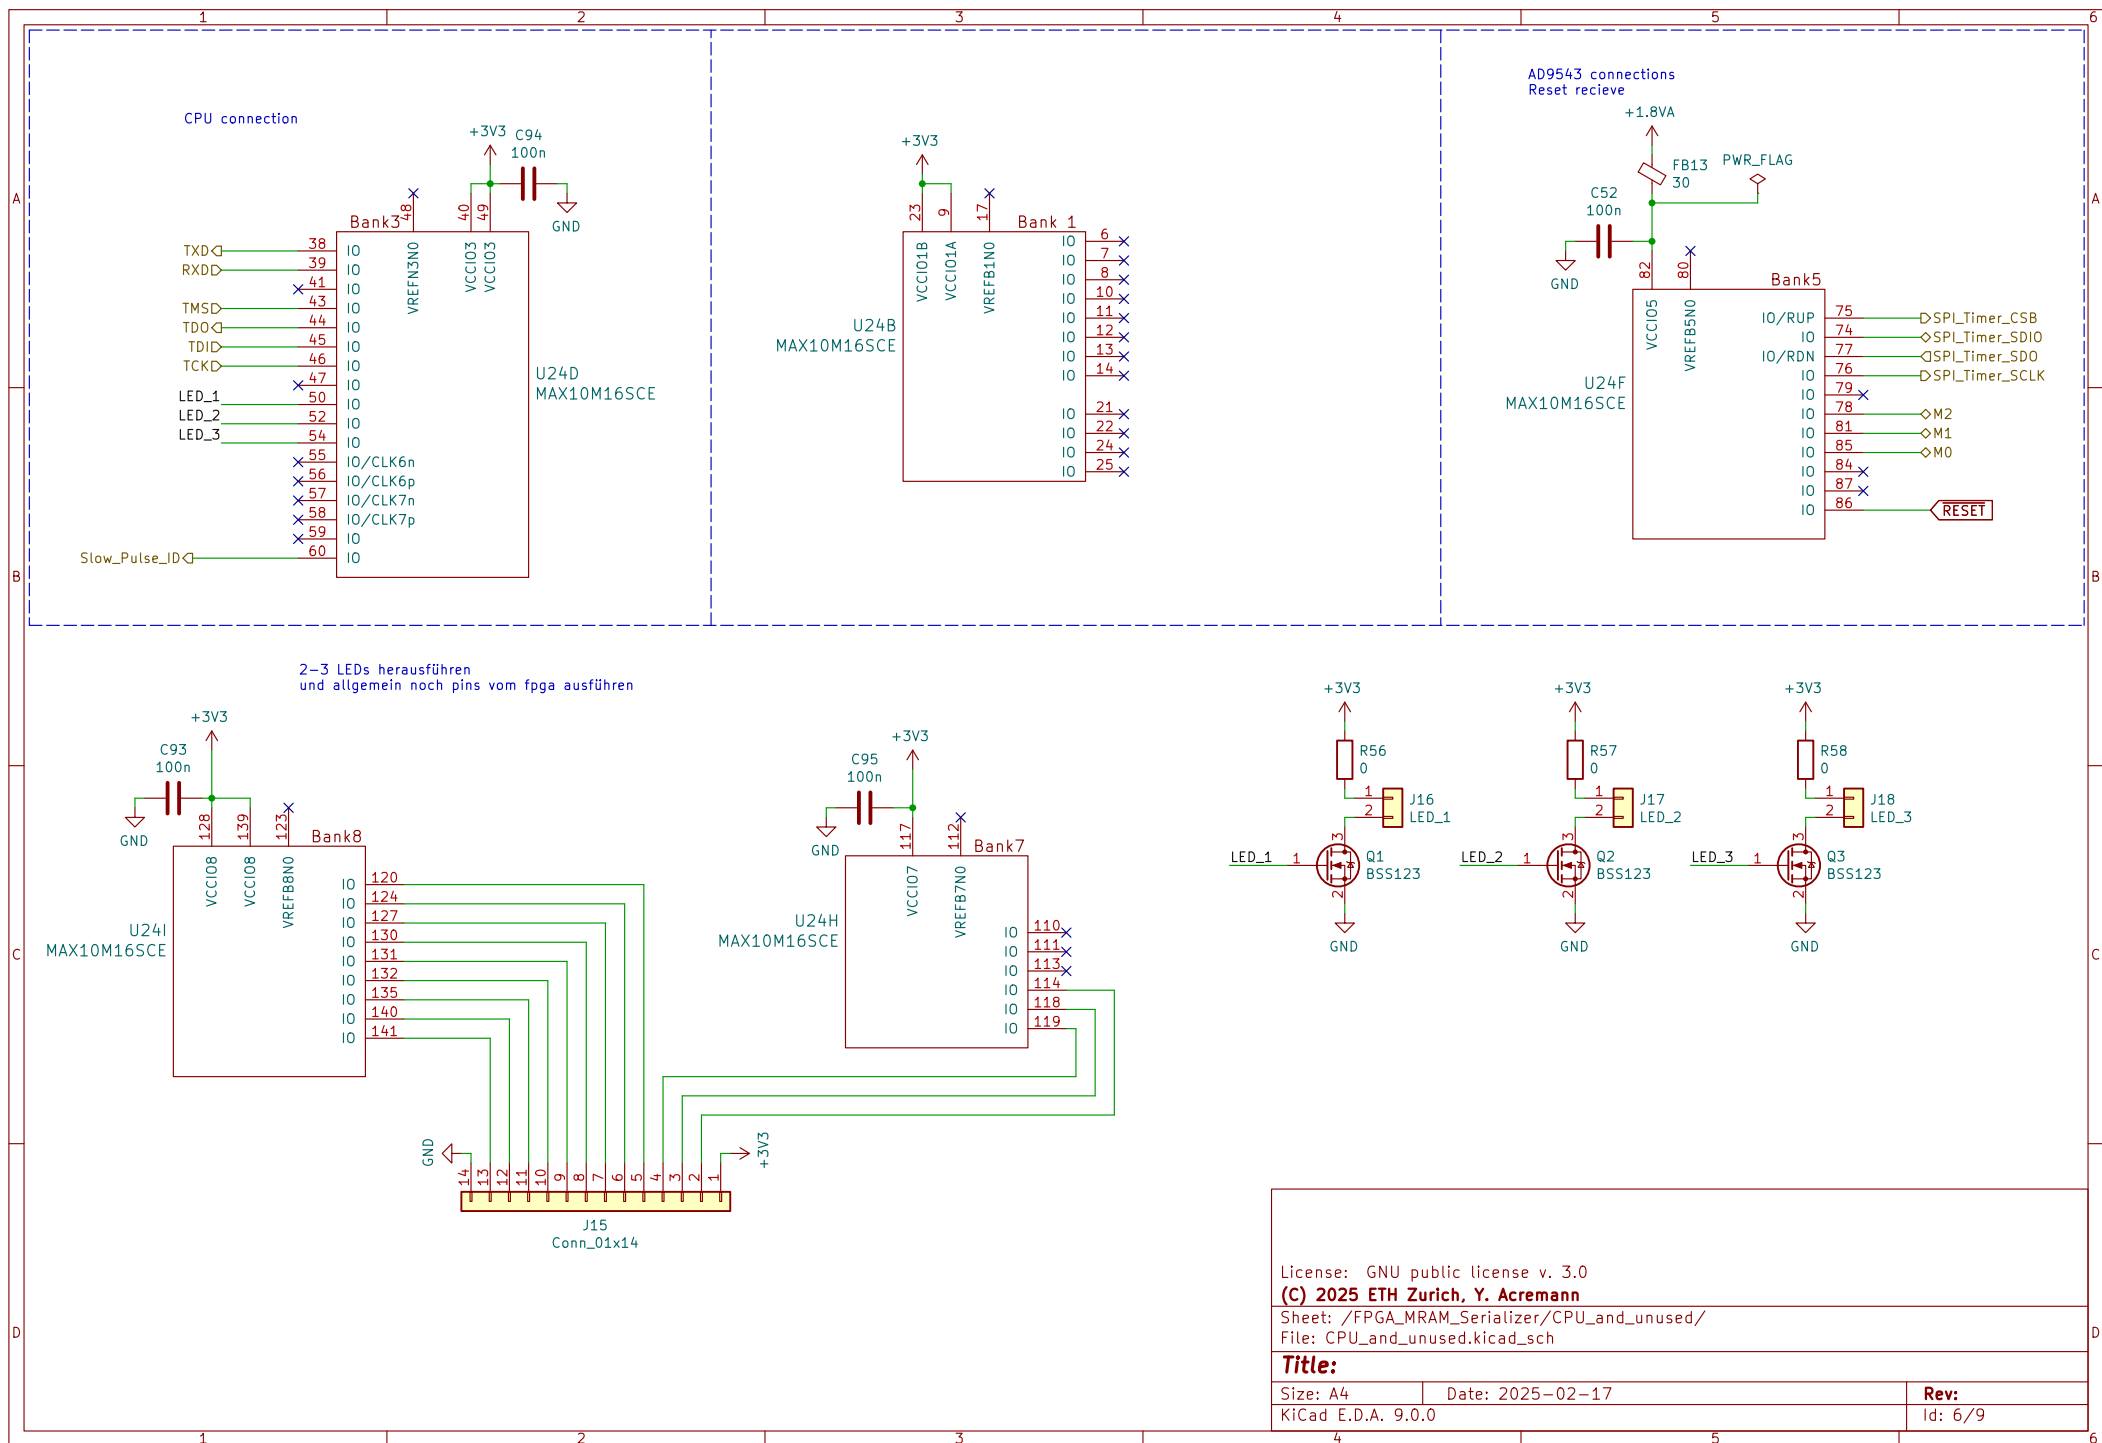 1 2 3 4 5 6
A
B
C
D
CPU connection
+3V3
C94
100n
GND
Bank3
48
40
49
VREFN3N0
VCCIO3
VCCIO3
TXD 38 IO
RXD 39 IO
41 IO
TMS 43 IO
TDO 44 IO
TDI 45 IO
TCK 46 IO
47 IO
LED_1 50 IO
LED_2 52 IO
LED_3 54 IO
55 IO/CLK6n
56 IO/CLK6p
57 IO/CLK7n
58 IO/CLK7p
59 IO
Slow_Pulse_ID 60 IO
U24D
MAX10M16SCE
+3V3
23
9
17
Bank 1
VCCIO1B
VCCIO1A
VREFB1N0
IO 6
IO 7
IO 8
IO 10
IO 11
IO 12
IO 13
IO 14
IO 21
IO 22
IO 24
IO 25
U24B
MAX10M16SCE
AD9543 connections
Reset recieve
+1.8VA
FB13
30
PWR_FLAG
C52
100n
GND
82
80
Bank5
VCCIO5
VREFB5N0
IO/RUP 75 SPI_Timer_CSB
IO 74 SPI_Timer_SDIO
IO/RDN 77 SPI_Timer_SDO
IO 76 SPI_Timer_SCLK
IO 79
IO 78 M2
IO 81 M1
IO 85 M0
IO 84
IO 87
IO 86 RESET
U24F
MAX10M16SCE
2-3 LEDs herausführen
und allgemein noch pins vom fpga ausführen
+3V3
C93
100n
GND
128
139
123
Bank8
VCCIO8
VCCIO8
VREFB8N0
IO 120
IO 124
IO 127
IO 130
IO 131
IO 132
IO 135
IO 140
IO 141
U24I
MAX10M16SCE
+3V3
C95
100n
GND
117
112
Bank7
VCCIO7
VREFB7N0
IO 110
IO 111
IO 113
IO 114
IO 118
IO 119
U24H
MAX10M16SCE
GND
+3V3
14 13 12 11 10 9 8 7 6 5 4 3 2 1
J15
Conn_01x14
+3V3
R56
0
1
2
J16
LED_1
LED_1 1
3
Q1
BSS123
2
GND
+3V3
R57
0
1
2
J17
LED_2
LED_2 1
3
Q2
BSS123
2
GND
+3V3
R58
0
1
2
J18
LED_3
LED_3 1
3
Q3
BSS123
2
GND
License: GNU public license v. 3.0
(C) 2025 ETH Zurich, Y. Acremann
Sheet: /FPGA_MRAM_Serializer/CPU_and_unused/
File: CPU_and_unused.kicad_sch
Title:
Size: A4 Date: 2025-02-17 Rev:
KiCad E.D.A. 9.0.0 Id: 6/9
A
B
C
D
1 2 3 4 5 6